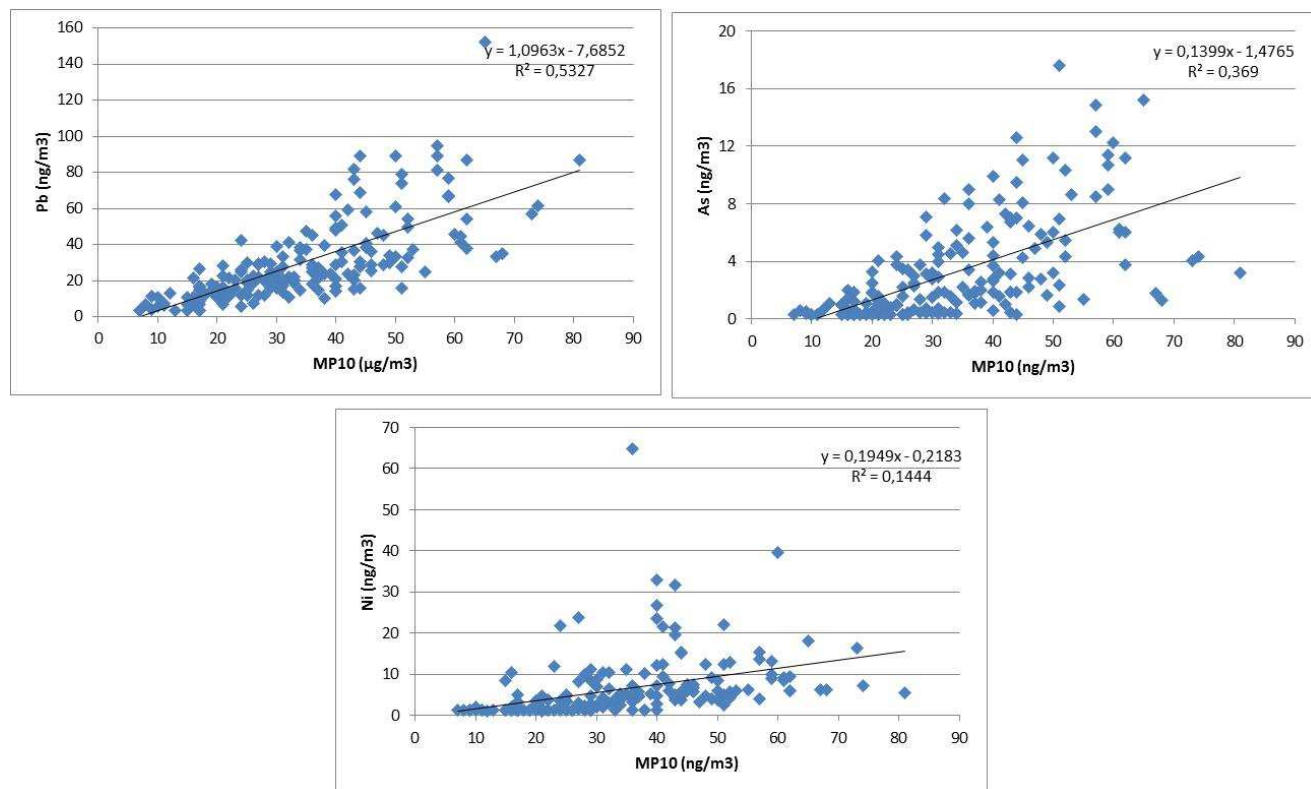 160
140
120
100
80
60
40
20
0
Pb (ng/m3)
y = 1,0963x - 7,6852
R² = 0,5327
0 10 20 30 40 50 60 70 80 90
MP10 (µg/m3)
20
16
12
8
4
0
As (ng/m3)
y = 0,1399x - 1,4765
R² = 0,369
0 10 20 30 40 50 60 70 80 90
MP10 (ng/m3)
70
60
50
40
30
20
10
0
Ni (ng/m3)
y = 0,1949x - 0,2183
R² = 0,1444
0 10 20 30 40 50 60 70 80 90
MP10 (ng/m3)